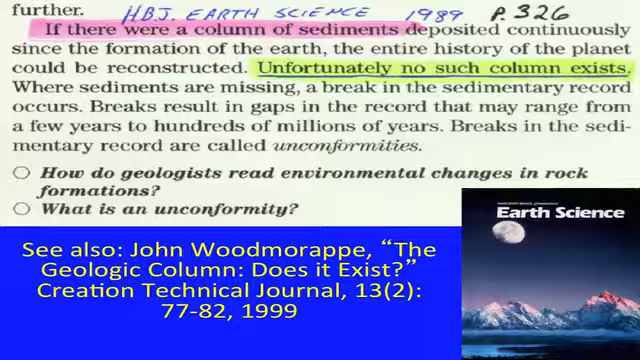 further.
HBJ. EARTH SCIENCE 1989 P. 326
If there were a column of sediments deposited continuously
since the formation of the earth, the entire history of the planet
could be reconstructed. Unfortunately no such column exists.
Where sediments are missing, a break in the sedimentary record
occurs. Breaks result in gaps in the record that may range from
a few years to hundreds of millions of years. Breaks in the sedi-
mentary record are called unconformities.
○ How do geologists read environmental changes in rock
formations?
○ What is an unconformity?
See also: John Woodmorappe, “The
Geologic Column: Does it Exist?”
Creation Technical Journal, 13(2):
77-82, 1999
Earth Science